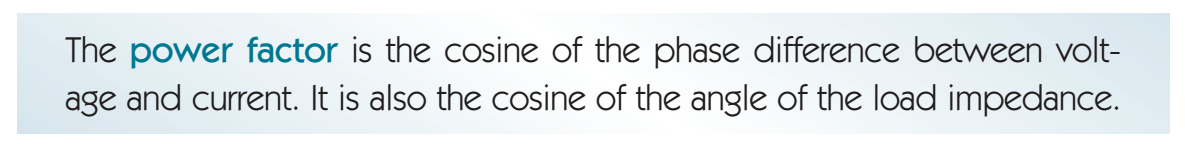 The power factor is the cosine of the phase difference between volt-
age and current. It is also the cosine of the angle of the load impedance.